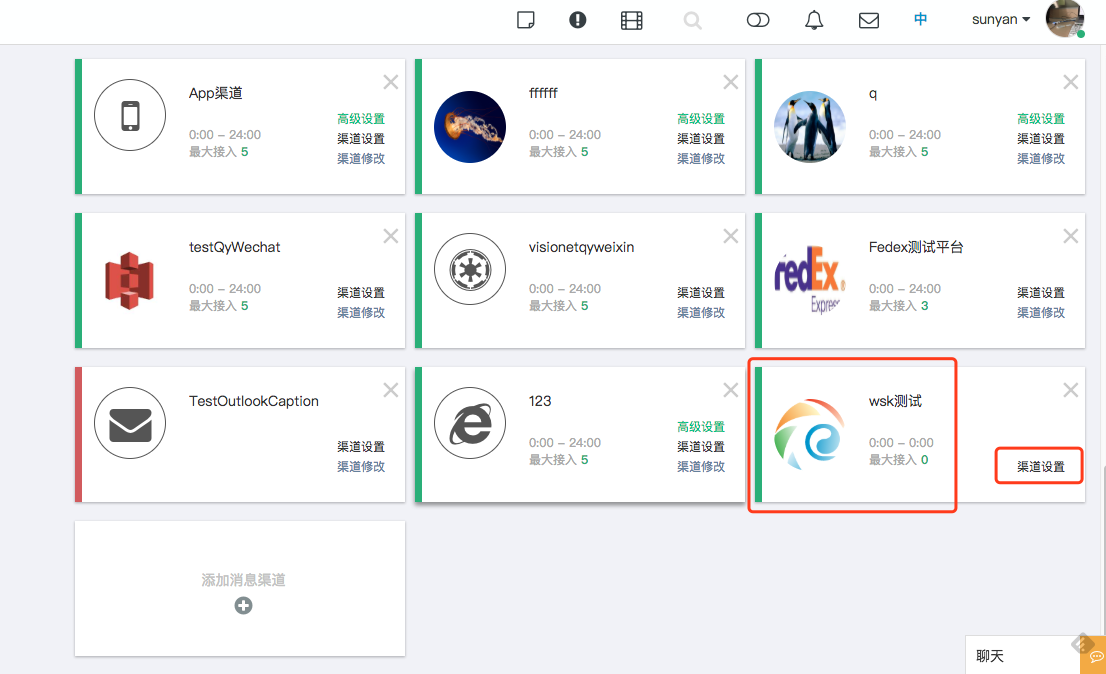 中
sunyan
App渠道
高级设置
0:00 – 24:00
渠道设置
最大接入 5
渠道修改
ffffff
高级设置
0:00 – 24:00
渠道设置
最大接入 5
渠道修改
q
高级设置
0:00 – 24:00
渠道设置
最大接入 5
渠道修改
testQyWechat
0:00 – 24:00
渠道设置
最大接入 5
渠道修改
visionetqyweixin
0:00 – 24:00
渠道设置
最大接入 5
渠道修改
Fedex测试平台
redEx
Express
0:00 – 24:00
渠道设置
最大接入 3
渠道修改
TestOutlookCaption
渠道设置
渠道修改
123
高级设置
0:00 – 24:00
渠道设置
最大接入 5
渠道修改
wsk测试
0:00 – 0:00
最大接入 0
渠道设置
添加消息渠道
聊天